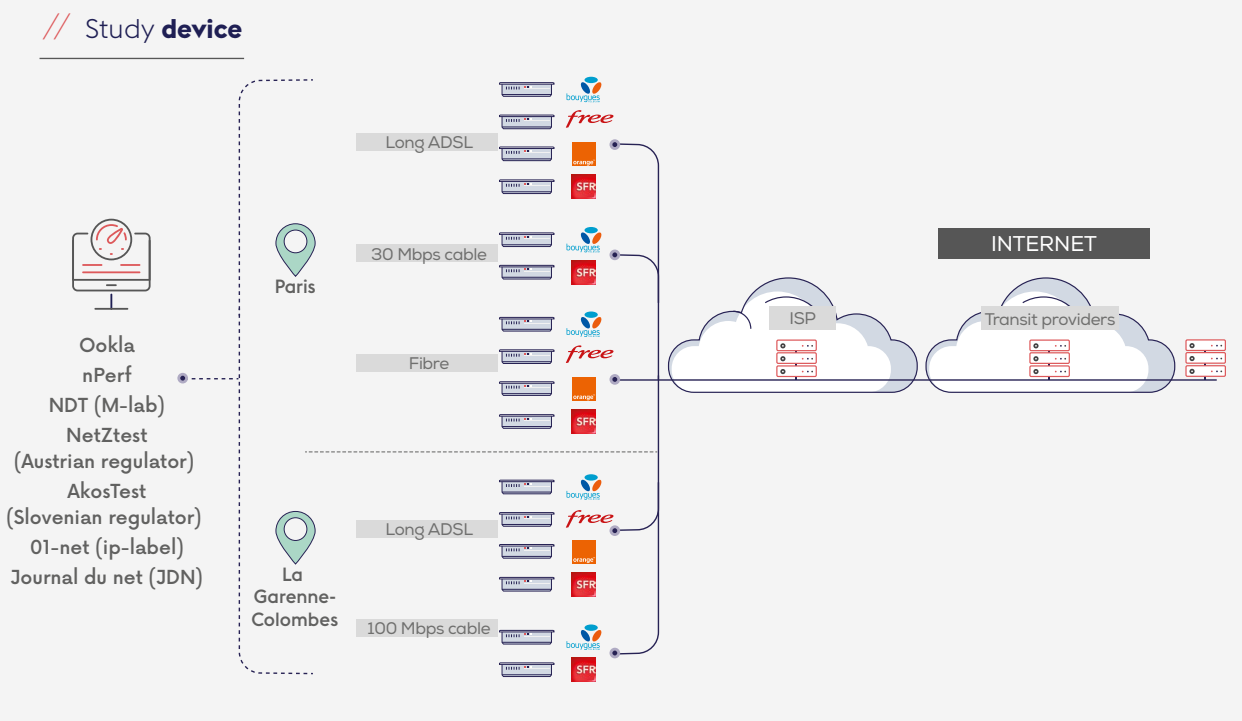 // Study device
Ookla
nPerf
NDT (M-lab)
NetZtest
(Austrian regulator)
AkosTest
(Slovenian regulator)
01-net (ip-label)
Journal du net (JDN)
Paris
Long ADSL
bouygues
free
orange
SFR
30 Mbps cable
bouygues
SFR
Fibre
bouygues
free
orange
SFR
La
Garenne-
Colombes
Long ADSL
bouygues
free
orange
SFR
100 Mbps cable
bouygues
SFR
ISP
INTERNET
Transit providers